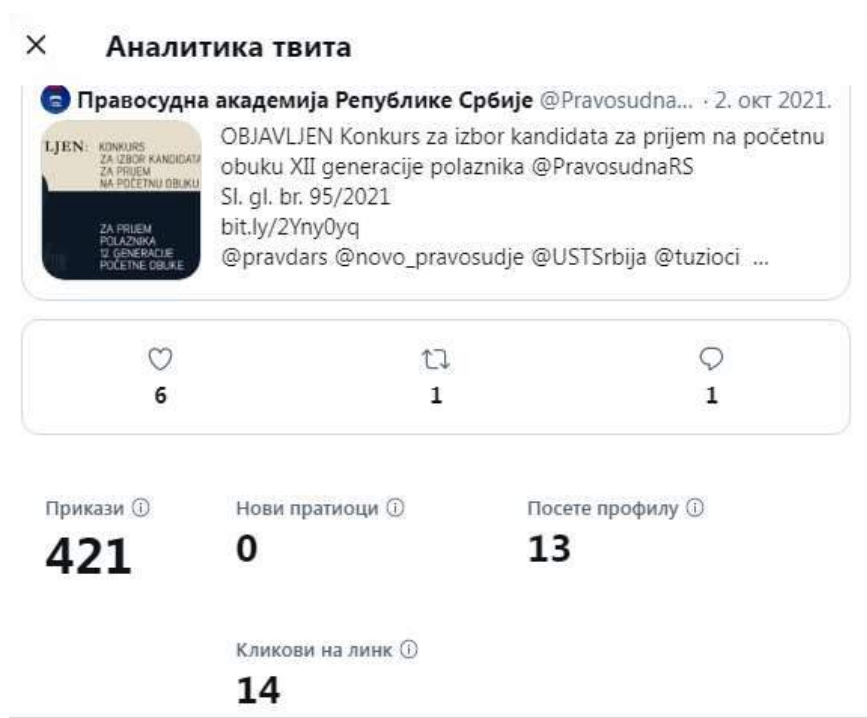 Аналитика твита
Правосудна академија Републике Србије @Pravosudna... · 2. окт 2021.
LJEN: KONKURS
ZA IZBOR KANDIDATA
ZA PRIJEM
NA POČETNU OBUKU
ZA PRIJEM
POLAZNIKA
12 GENERACIJE
POČETNE OBUKE
OBJAVLJEN Konkurs za izbor kandidata za prijem na početnu
obuku XII generacije polaznika @PravosudnaRS
Sl. gl. br. 95/2021
bit.ly/2Yny0yq
@pravdars @novo_pravosudje @USTSrbija @tuzioci ...
6 1 1
Прикази Нови пратиоци Посете профилу
421 0 13
Кликови на линк
14